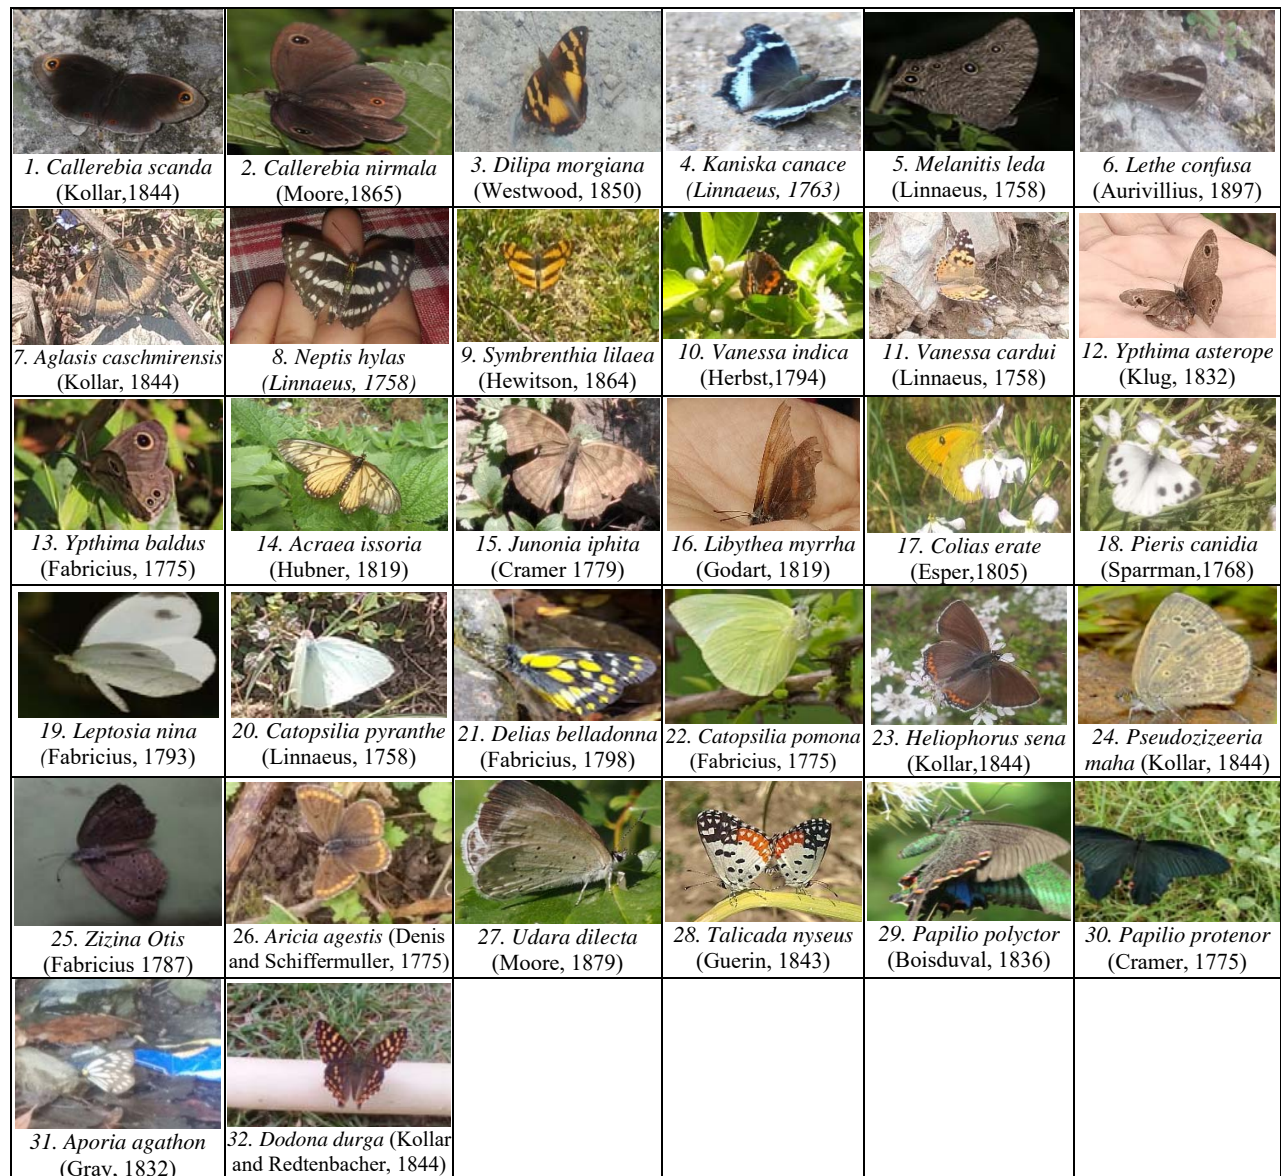 1. Callerebia scanda
(Kollar,1844)
2. Callerebia nirmala
(Moore,1865)
3. Dilipa morgiana
(Westwood, 1850)
4. Kaniska canace
(Linnaeus, 1763)
5. Melanitis leda
(Linnaeus, 1758)
6. Lethe confusa
(Aurivillius, 1897)
7. Aglasis caschmirensis
(Kollar, 1844)
8. Neptis hylas
(Linnaeus, 1758)
9. Symbrenthia lilaea
(Hewitson, 1864)
10. Vanessa indica
(Herbst,1794)
11. Vanessa cardui
(Linnaeus, 1758)
12. Ypthima asterope
(Klug, 1832)
13. Ypthima baldus
(Fabricius, 1775)
14. Acraea issoria
(Hubner, 1819)
15. Junonia iphita
(Cramer 1779)
16. Libythea myrrha
(Godart, 1819)
17. Colias erate
(Esper,1805)
18. Pieris canidia
(Sparrman,1768)
19. Leptosia nina
(Fabricius, 1793)
20. Catopsilia pyranthe
(Linnaeus, 1758)
21. Delias belladonna
(Fabricius, 1798)
22. Catopsilia pomona
(Fabricius, 1775)
23. Heliophorus sena
(Kollar,1844)
24. Pseudozizeeria
maha (Kollar, 1844)
25. Zizina Otis
(Fabricius 1787)
26. Aricia agestis (Denis
and Schiffermuller, 1775)
27. Udara dilecta
(Moore, 1879)
28. Talicada nyseus
(Guerin, 1843)
29. Papilio polyctor
(Boisduval, 1836)
30. Papilio protenor
(Cramer, 1775)
31. Aporia agathon
(Gray, 1832)
32. Dodona durga (Kollar
and Redtenbacher, 1844)